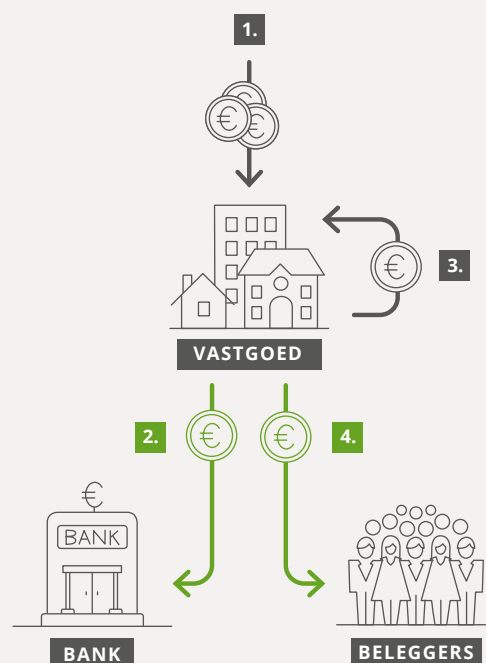 1.
€ € €
3.
€
VASTGOED
2.
€
€
4.
€
BANK
BANK
BELEGGERS